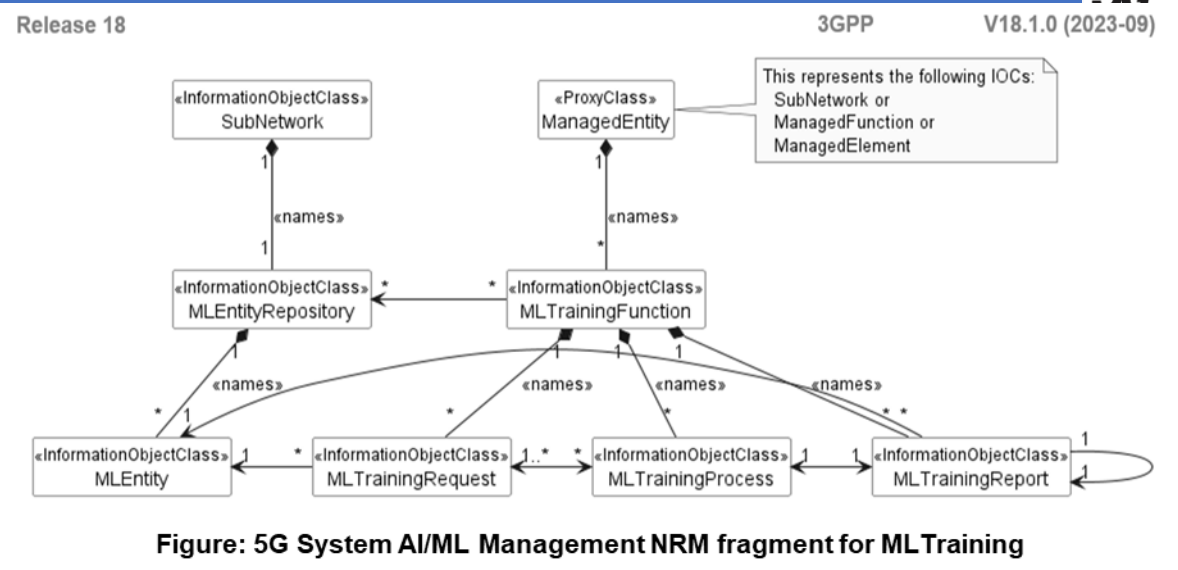 Release 18
3GPP
V18.1.0 (2023-09)
«InformationObjectClass»
SubNetwork
«ProxyClass»
ManagedEntity
This represents the following IOCs:
SubNetwork or
ManagedFunction or
ManagedElement
1
1
«names»
«names»
1
*
«InformationObjectClass»
MLEntityRepository
*
*
«InformationObjectClass»
MLTrainingFunction
1
1
1
1
«names»
«names»
«names»
«names»
*
1
*
*
*
*
«InformationObjectClass»
MLEntity
1
*
«InformationObjectClass»
MLTrainingRequest
1..*
*
«InformationObjectClass»
MLTrainingProcess
1
1
«InformationObjectClass»
MLTrainingReport
1
1
Figure: 5G System AI/ML Management NRM fragment for MLTraining